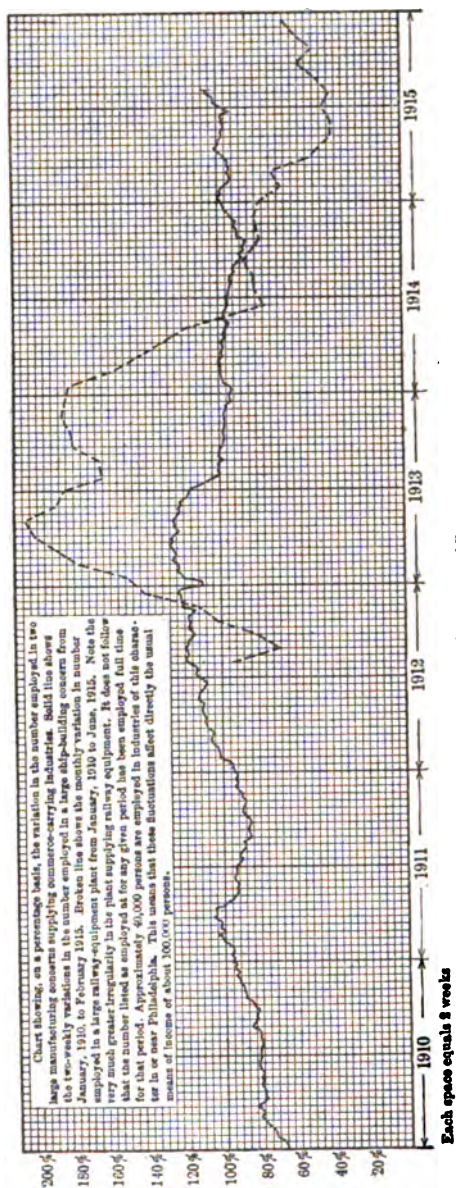 Chart showing, on a percentage basis, the variation in the number employed in two
large manufacturing concerns supplying commerce-carrying industries. Solid line shows
the two-weekly variations in the number employed in a large ship-building concern from
January, 1910, to February 1915. Broken line shows the monthly variation in number
employed in a large railway-equipment plant from January, 1910 to June, 1915. Note the
very much greater irregularity in the plant supplying railway equipment. It does not follow
that the number listed as employed at for any given period has been employed full time
for that period. Approximately 40,000 persons are employed in industries of this charac-
ter in or near Philadelphia. This means that these fluctuations affect directly the usual
means of income of about 100,000 persons.
200%
180%
160%
140%
120%
100%
80%
60%
40%
20%
1910
1911
1912
1913
1914
1915
Each space equals 2 weeks